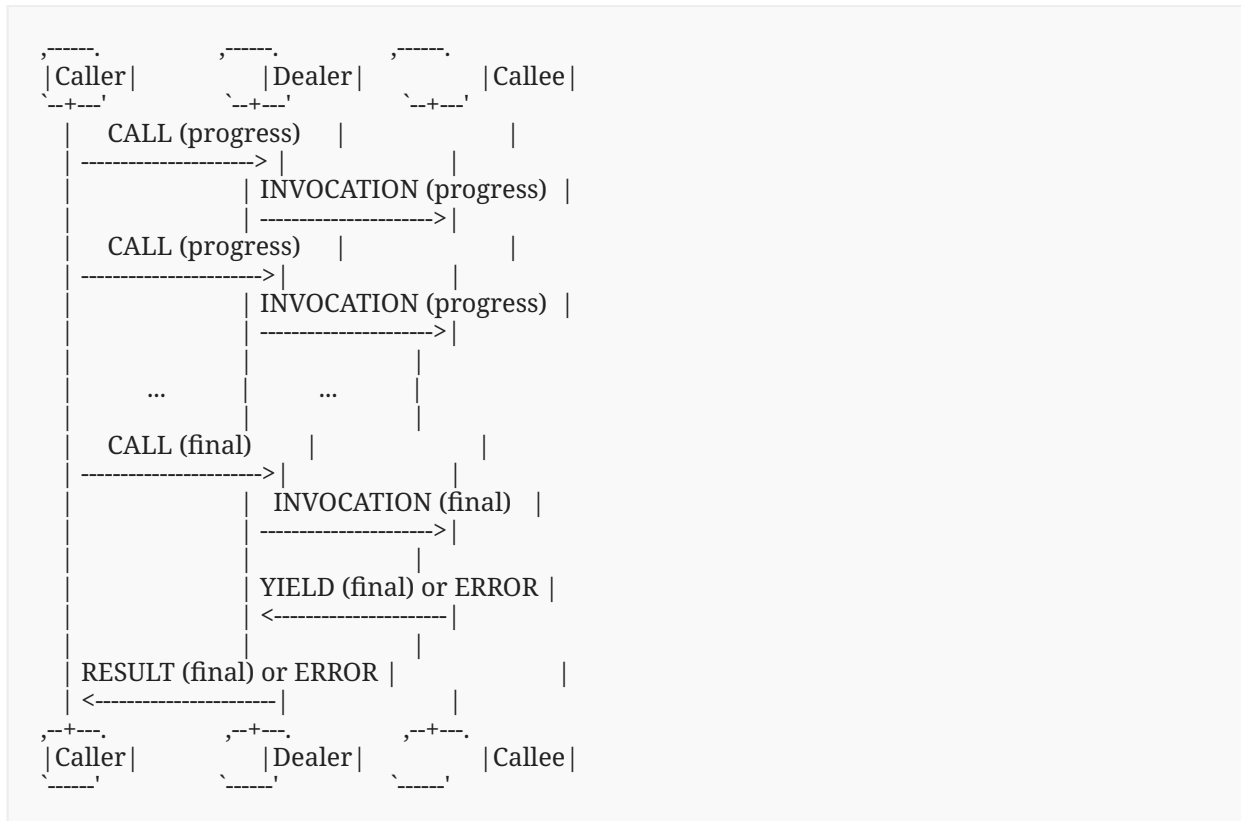 ,------.          ,------.          ,------.
|Caller|          |Dealer|          |Callee|
`--+---'          `--+---'          `--+---'
| CALL (progress) | |
| ----------------------> | |
| | INVOCATION (progress) |
| | ---------------------->|
| CALL (progress) | |
| ----------------------->| |
| | INVOCATION (progress) |
| | ---------------------->|
| | |
| ... | ... |
| | |
| CALL (final) | |
| ----------------------->| |
| | INVOCATION (final) |
| | ---------------------->|
| | |
| | YIELD (final) or ERROR |
| | <----------------------|
| | |
| RESULT (final) or ERROR | |
| <-----------------------| |
,--+---.          ,--+---.          ,--+---.
|Caller|          |Dealer|          |Callee|
`------'          `------'          `------'